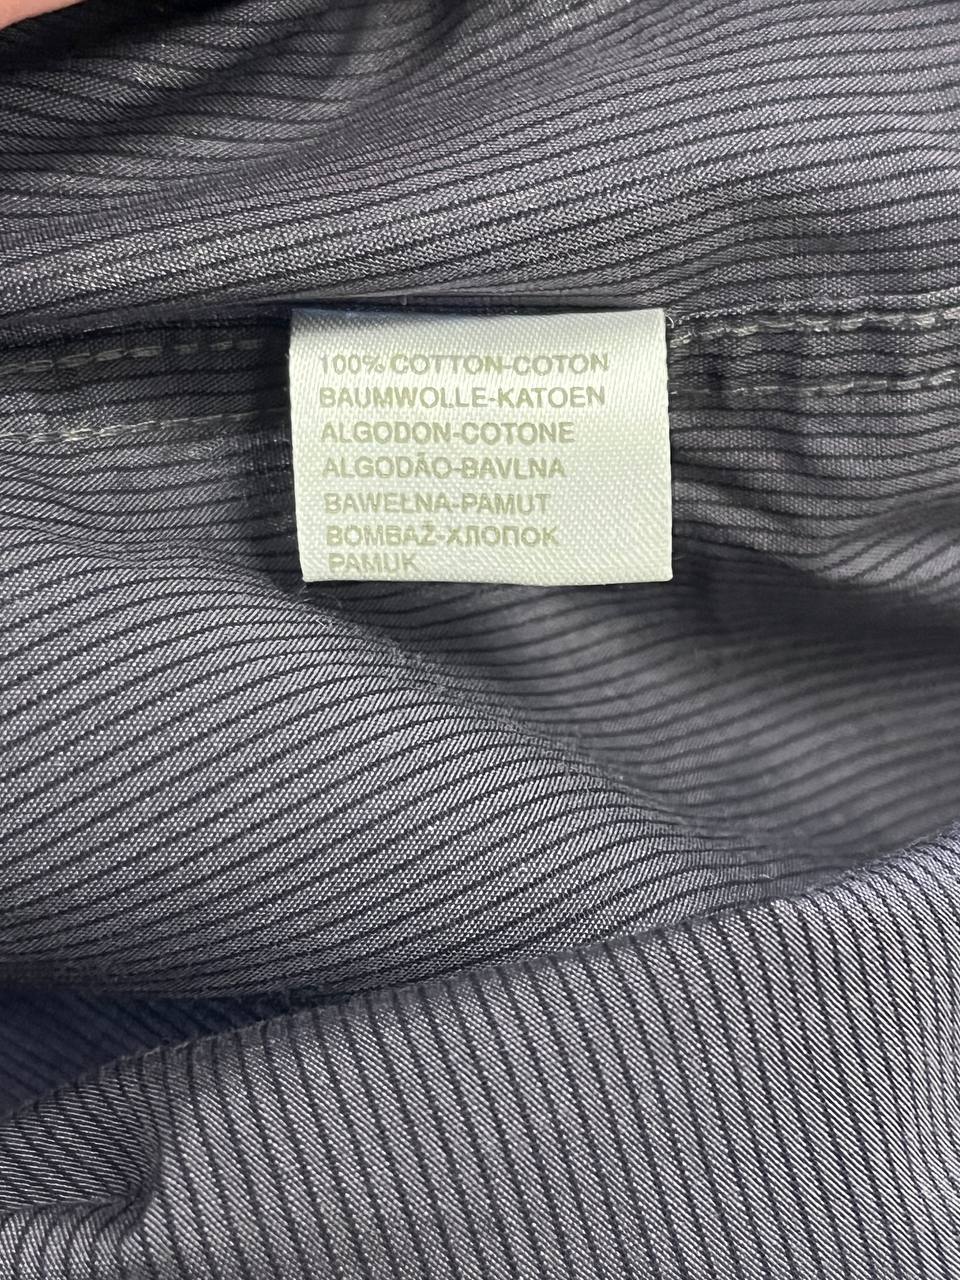 100% COTTON-COTON
BAUMWOLLE-KATOEN
ALGODON-COTONE
ALGODÃO-BAVLNA
BAWEŁNA-PAMUT
BOMBAŽ-ХЛОПОК
PAMUK